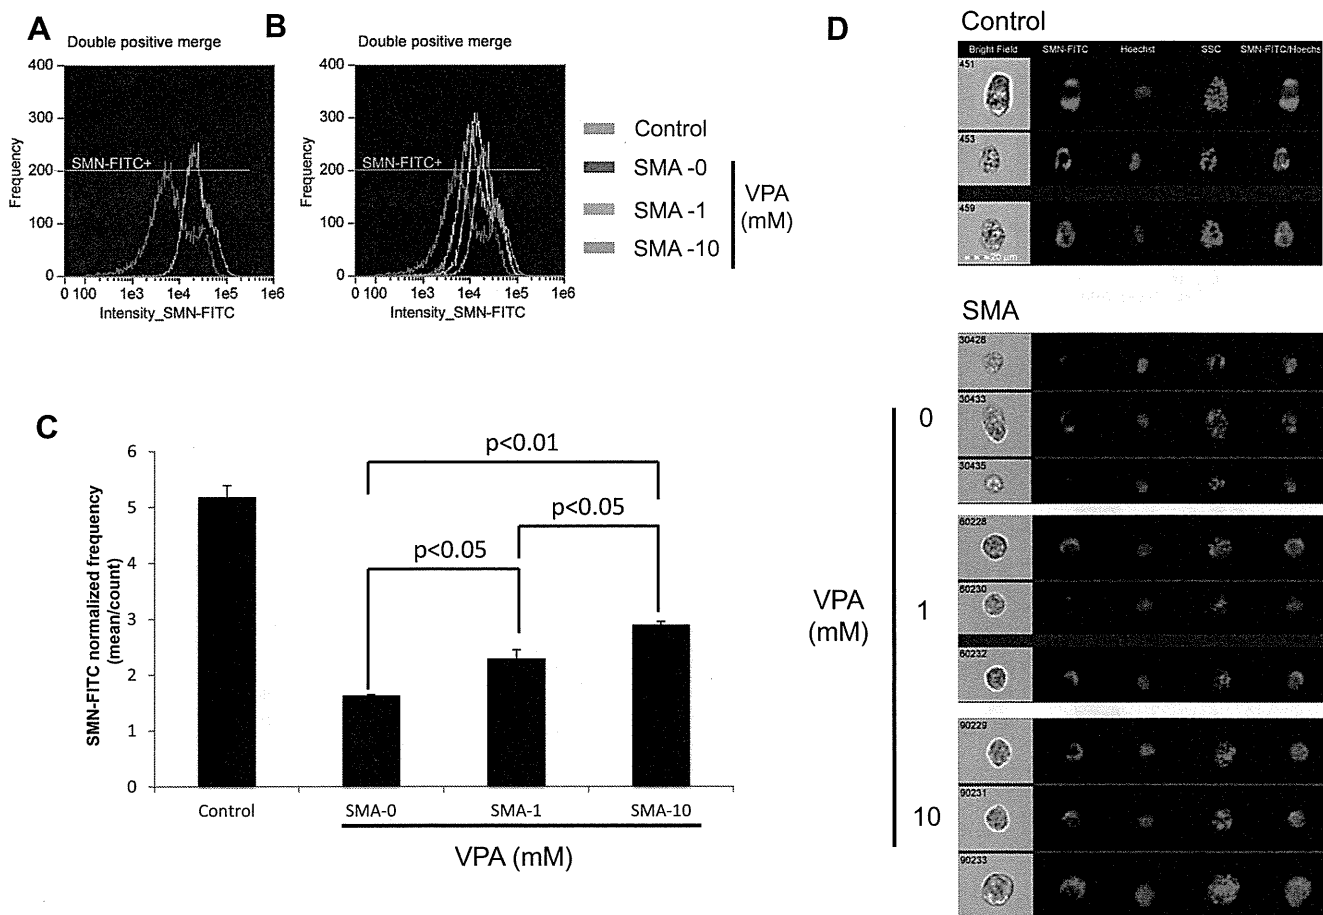 A
Double positive merge
400
300
200
100
0
Frequency
SMN-FITC+
0 100 1e3 1e4 1e5 1e6
Intensity_SMN-FITC
B
Double positive merge
400
300
200
100
0
Frequency
SMN-FITC+
0 100 1e3 1e4 1e5 1e6
Intensity_SMN-FITC
Control
SMA -0
SMA -1
SMA -10
VPA
(mM)
C
SMN-FITC normalized frequency
(mean/count)
6
5
4
3
2
1
0
p<0.01
p<0.05
p<0.05
Control SMA-0 SMA-1 SMA-10
VPA (mM)
D
Control
Bright Field SMN-FITC Hoechst SSC SMN-FITC/Hoechs
451
453
459
SMA
VPA
(mM)
0
30428
30433
30435
1
60228
60230
60232
10
90229
90231
90233